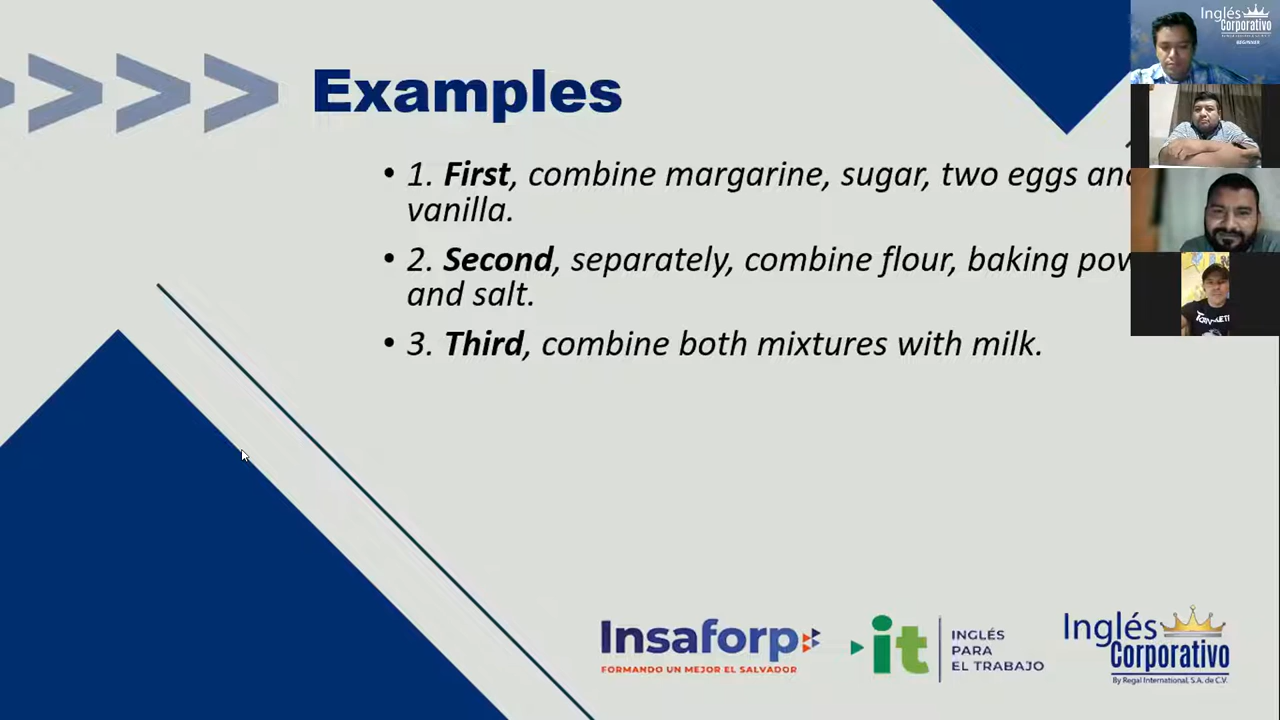 Examples
• 1. First, combine margarine, sugar, two eggs and
vanilla.
• 2. Second, separately, combine flour, baking
and salt.
• 3. Third, combine both mixtures with milk.
Insaforp
FORMANDO UN MEJOR EL SALVADOR
it
INGLÉS
PARA
EL TRABAJO
Inglés
Corporativo
By Regal International, S.A. de C.V.
Inglés
Corporativo
BEGINNER